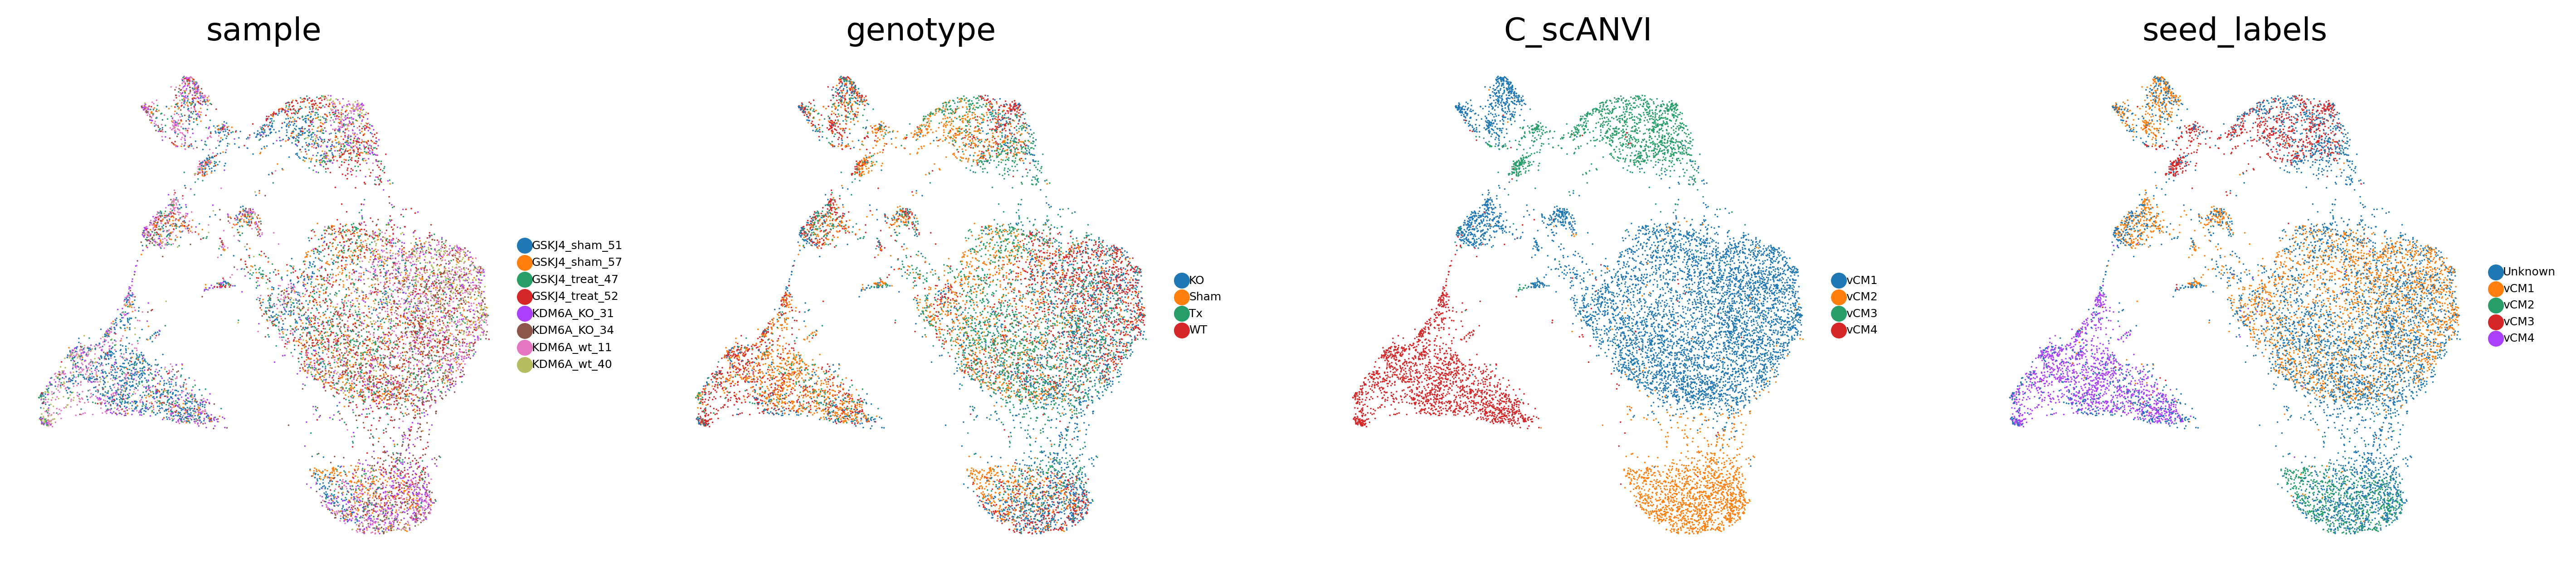 sample
GSKJ4_sham_51
GSKJ4_sham_57
GSKJ4_treat_47
GSKJ4_treat_52
KDM6A_KO_31
KDM6A_KO_34
KDM6A_wt_11
KDM6A_wt_40
genotype
KO
Sham
Tx
WT
C_scANVI
vCM1
vCM2
vCM3
vCM4
seed_labels
Unknown
vCM1
vCM2
vCM3
vCM4